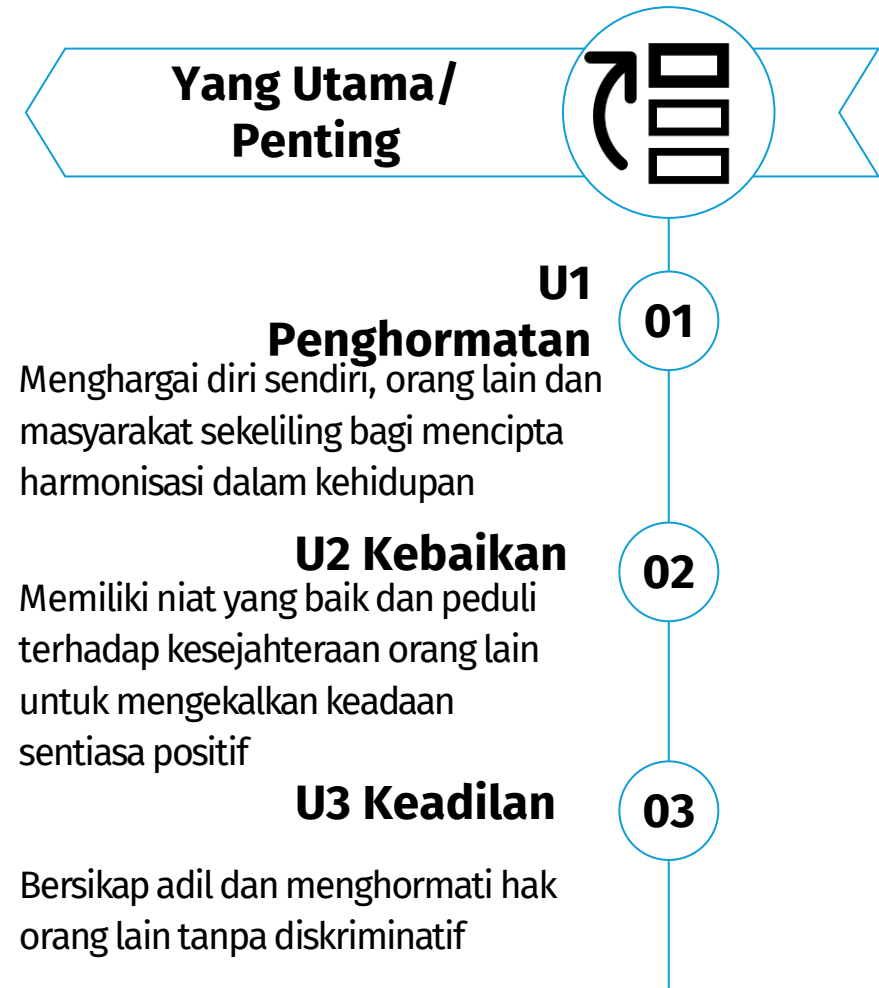 Yang Utama/
Penting
U1
Penghormatan
01
Menghargai diri sendiri, orang lain dan
masyarakat sekeliling bagi mencipta
harmonisasi dalam kehidupan
U2 Kebaikan
02
Memiliki niat yang baik dan peduli
terhadap kesejahteraan orang lain
untuk mengekalkan keadaan
sentiasa positif
U3 Keadilan
03
Bersikap adil dan menghormati hak
orang lain tanpa diskriminatif